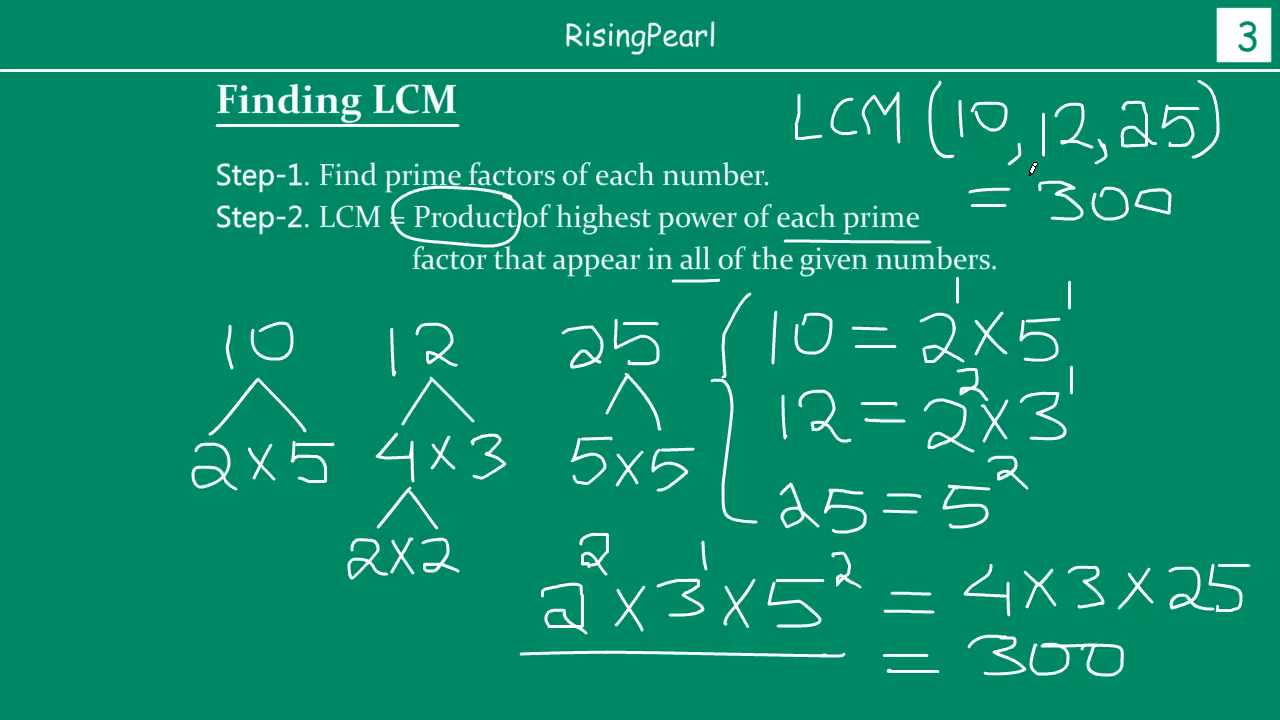 RisingPearl
3
Finding LCM
LCM (10, 12, 25)
= 300
Step-1. Find prime factors of each number.
Step-2. LCM = Product of highest power of each prime
factor that appear in all of the given numbers.
10 12 25
2 × 5 4 × 3 5 × 5
2 × 2
10 = 2¹ × 5¹
12 = 2² × 3¹
25 = 5²
2² × 3¹ × 5² = 4 × 3 × 25
= 300